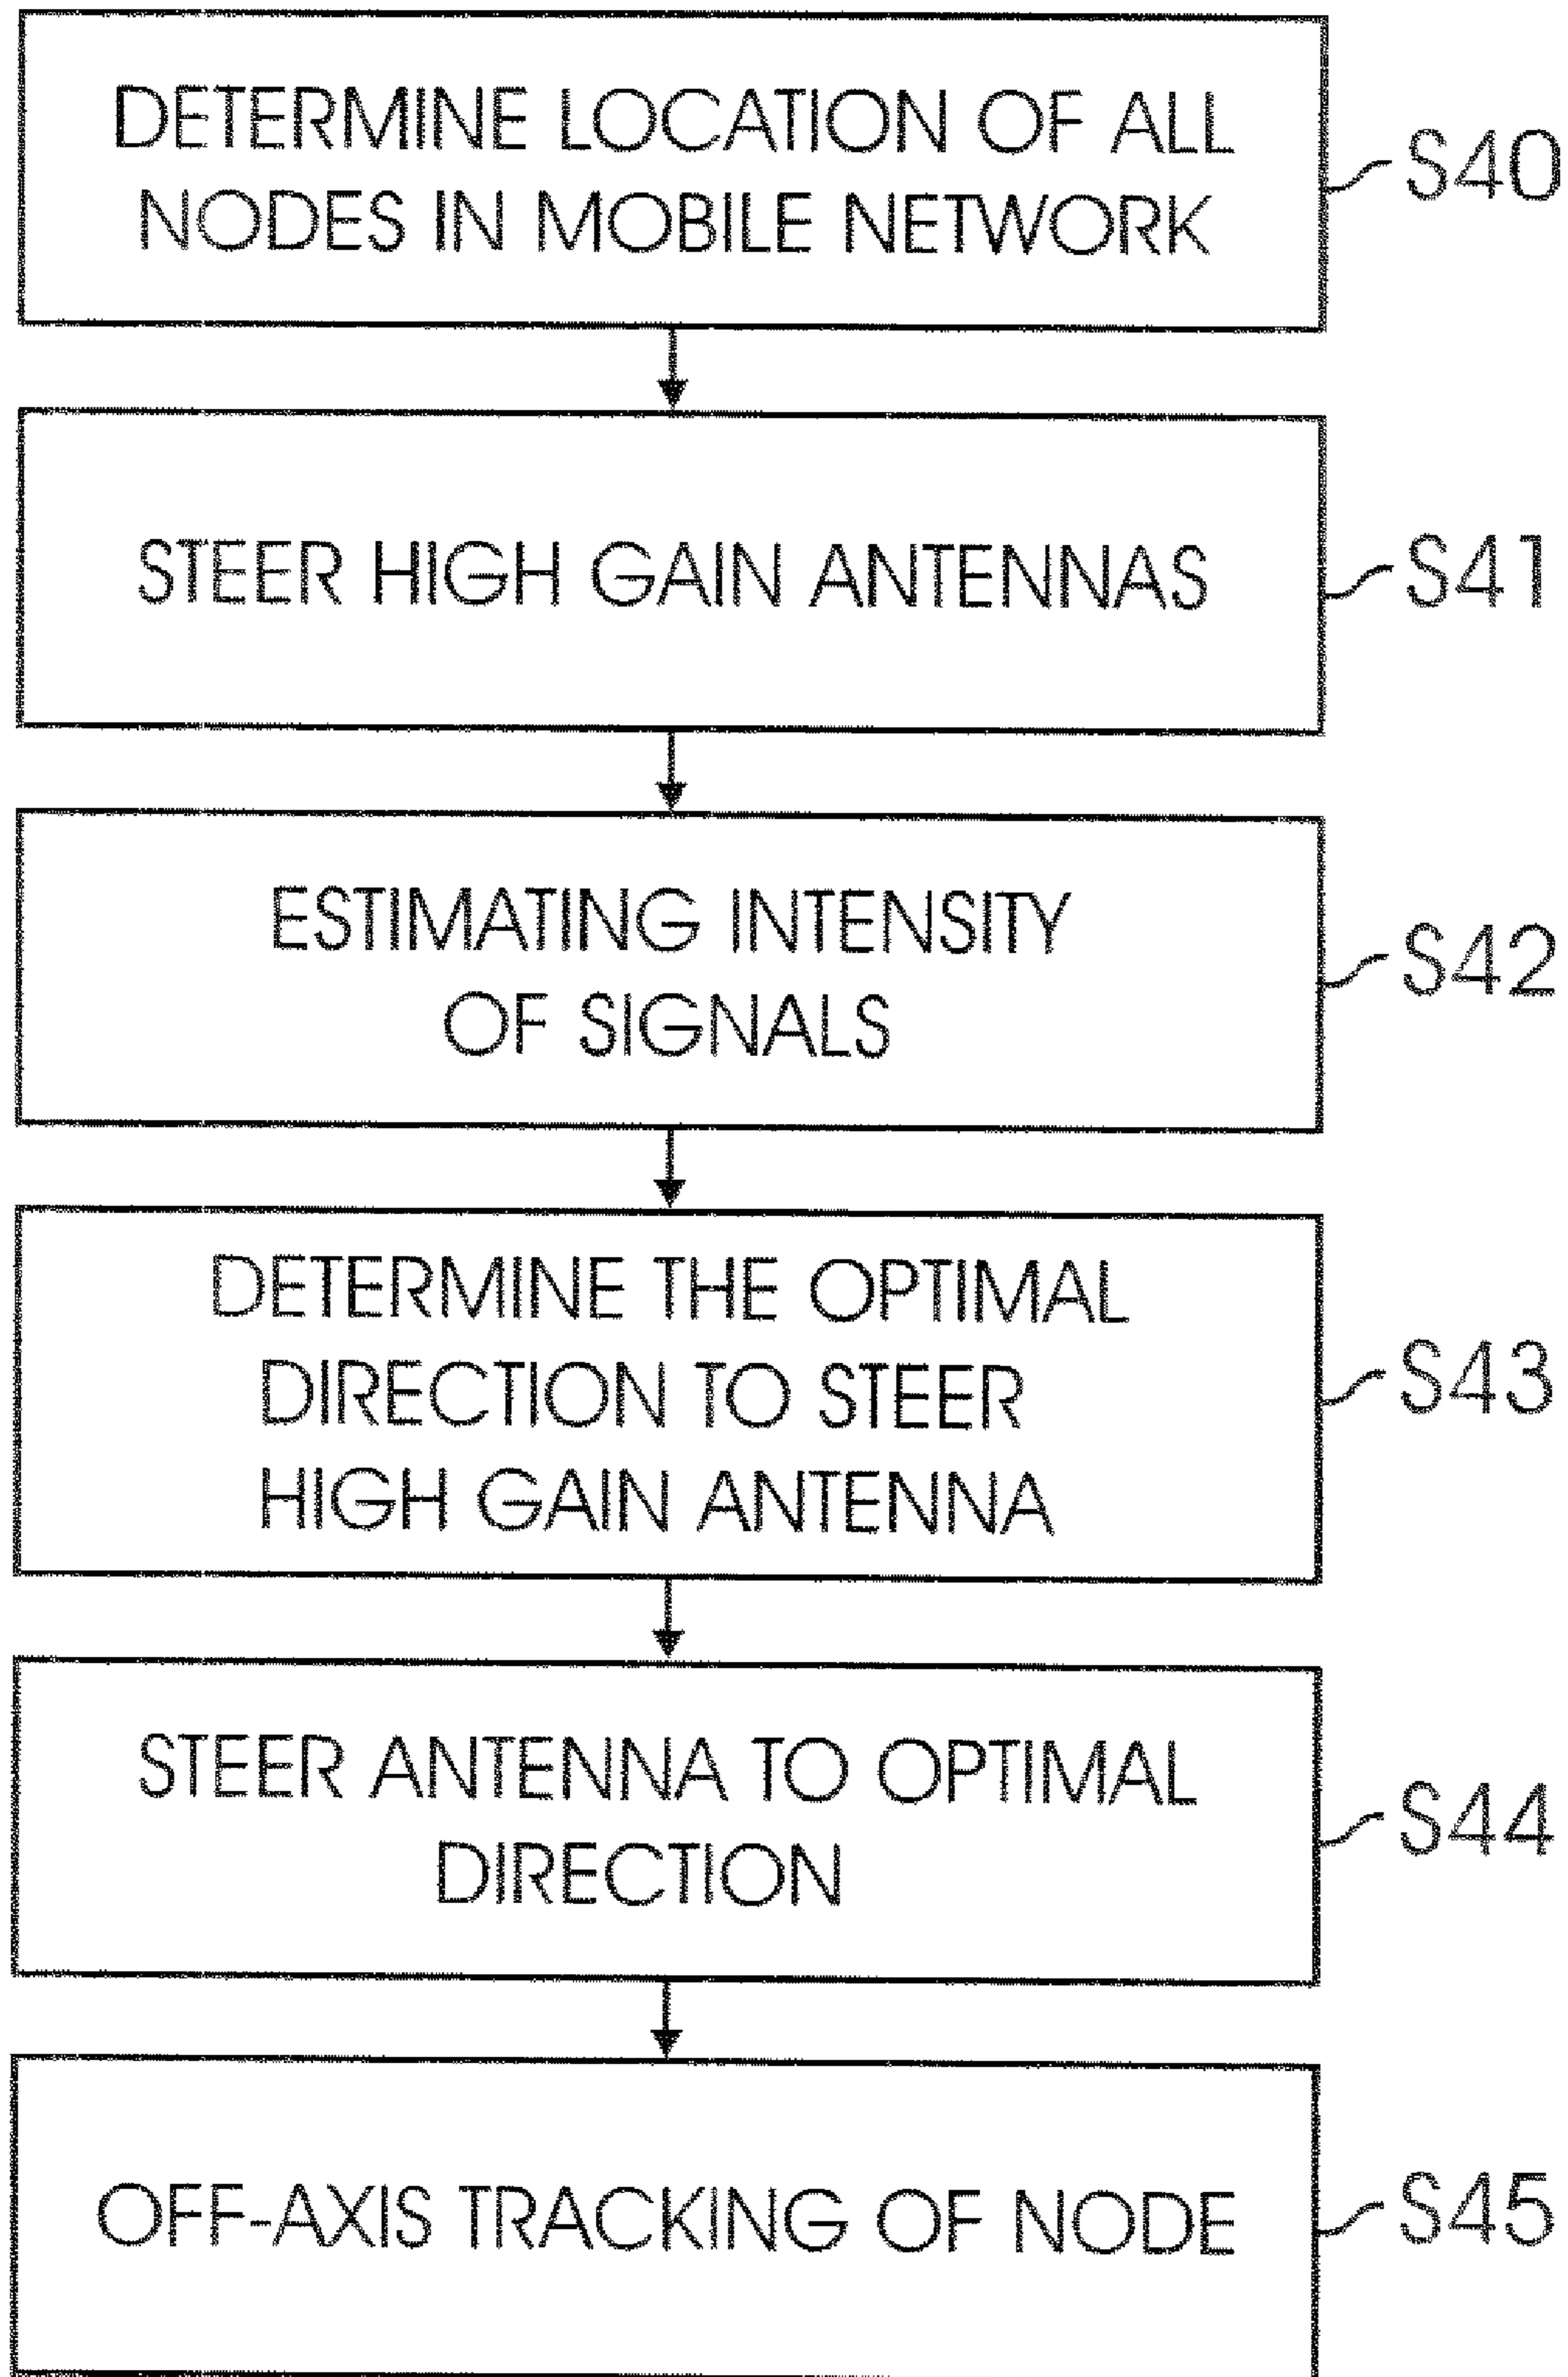 DETERMINE LOCATION OF ALL
NODES IN MOBILE NETWORK
S40
STEER HIGH GAIN ANTENNAS
S41
ESTIMATING INTENSITY
OF SIGNALS
S42
DETERMINE THE OPTIMAL
DIRECTION TO STEER
HIGH GAIN ANTENNA
S43
STEER ANTENNA TO OPTIMAL
DIRECTION
S44
OFF-AXIS TRACKING OF NODE
S45